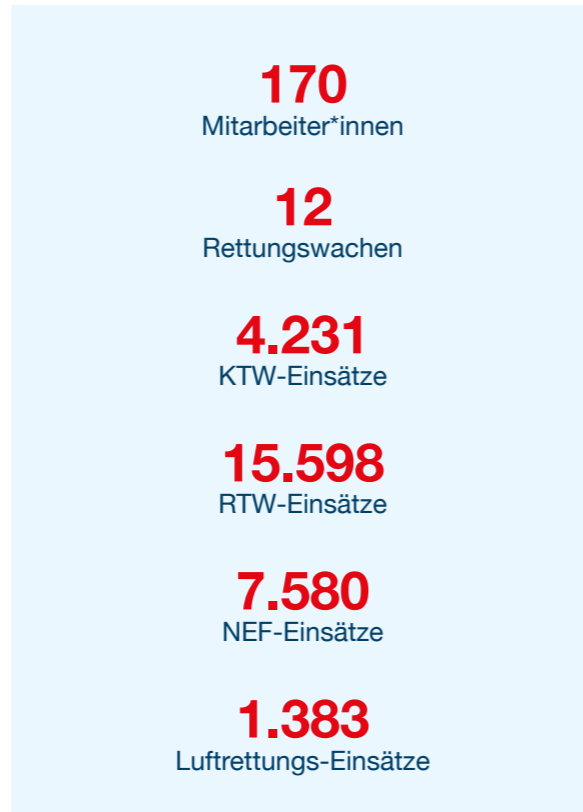 170
Mitarbeiter*innen
12
Rettungswachen
4.231
KTW-Einsätze
15.598
RTW-Einsätze
7.580
NEF-Einsätze
1.383
Luftrettungs-Einsätze